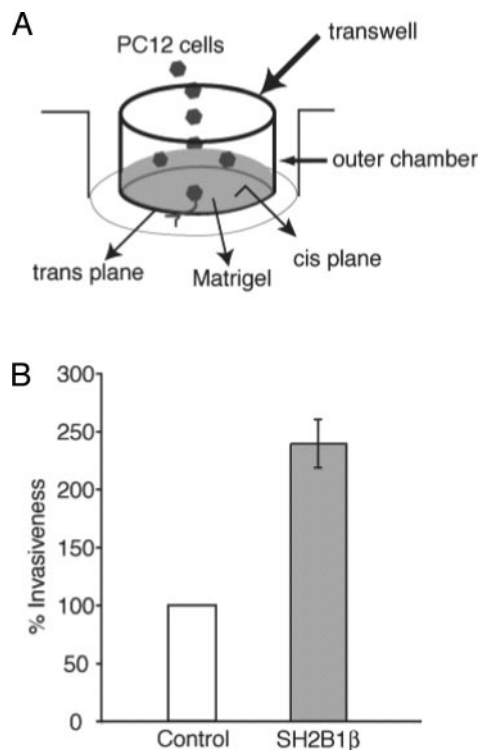 A
PC12 cells
transwell
outer chamber
cis plane
Matrigel
trans plane
B
300
250
200
150
100
50
0
% Invasiveness
Control
SH2B1β